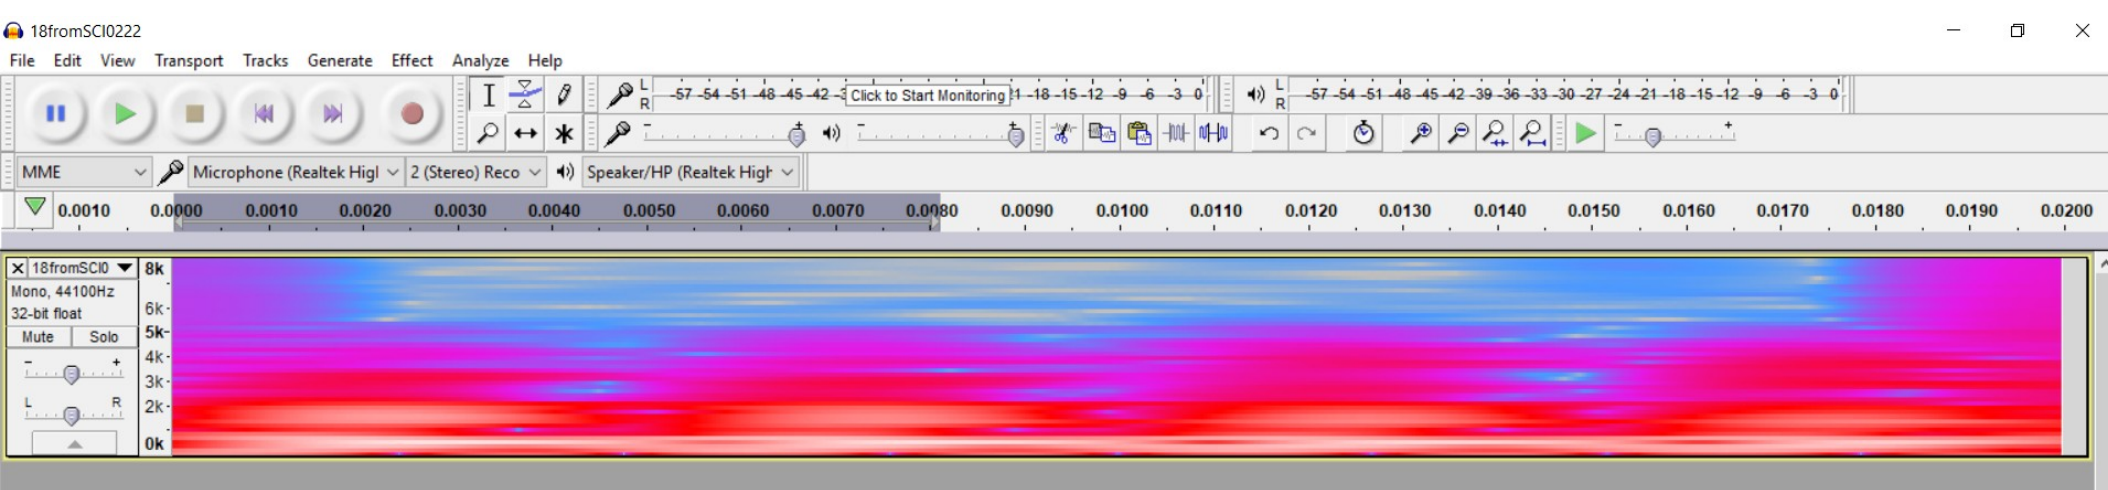 18fromSCI0222
File Edit View Transport Tracks Generate Effect Analyze Help
L
R
-57 -54 -51 -48 -45 -42 -3 Click to Start Monitoring 1 -18 -15 -12 -9 -6 -3 0
L
R
-57 -54 -51 -48 -45 -42 -39 -36 -33 -30 -27 -24 -21 -18 -15 -12 -9 -6 -3 0
- +
- +
- +
MME Microphone (Realtek Higl 2 (Stereo) Reco Speaker/HP (Realtek High
0.0010 0.0000 0.0010 0.0020 0.0030 0.0040 0.0050 0.0060 0.0070 0.0080 0.0090 0.0100 0.0110 0.0120 0.0130 0.0140 0.0150 0.0160 0.0170 0.0180 0.0190 0.0200
X 18fromSCI0
Mono, 44100Hz
32-bit float
Mute Solo
- +
L R
8k
6k
5k
4k
3k
2k
0k